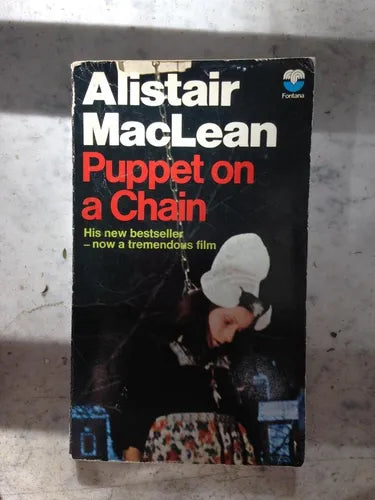 Alistair
MacLean
Fontana
Puppet on
a Chain
His new bestseller
– now a tremendous film